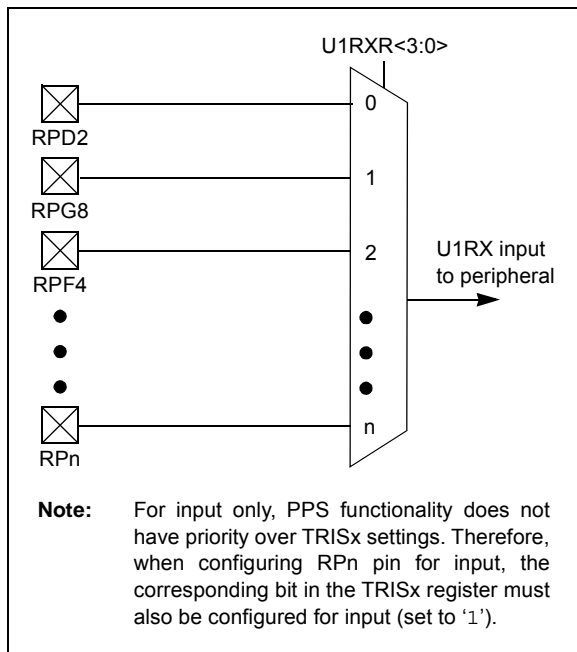 U1RXR<3:0>
RPD2
0
RPG8
1
RPF4
2
U1RX input
to peripheral
RPn
n
Note: For input only, PPS functionality does not
have priority over TRISx settings. Therefore,
when configuring RPn pin for input, the
corresponding bit in the TRISx register must
also be configured for input (set to ‘1’).